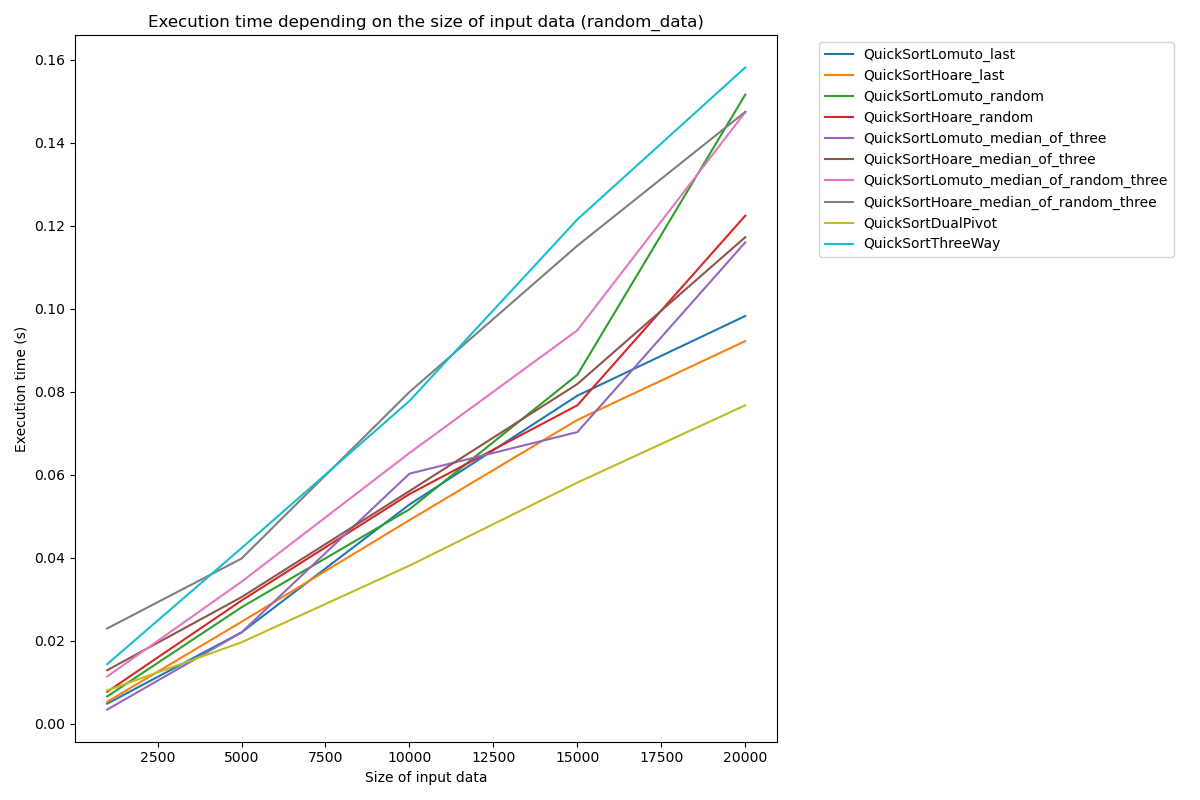 Execution time depending on the size of input data (random_data)
Execution time (s)
0.16
0.14
0.12
0.10
0.08
0.06
0.04
0.02
0.00
2500 5000 7500 10000 12500 15000 17500 20000
Size of input data
QuickSortLomuto_last
QuickSortHoare_last
QuickSortLomuto_random
QuickSortHoare_random
QuickSortLomuto_median_of_three
QuickSortHoare_median_of_three
QuickSortLomuto_median_of_random_three
QuickSortHoare_median_of_random_three
QuickSortDualPivot
QuickSortThreeWay